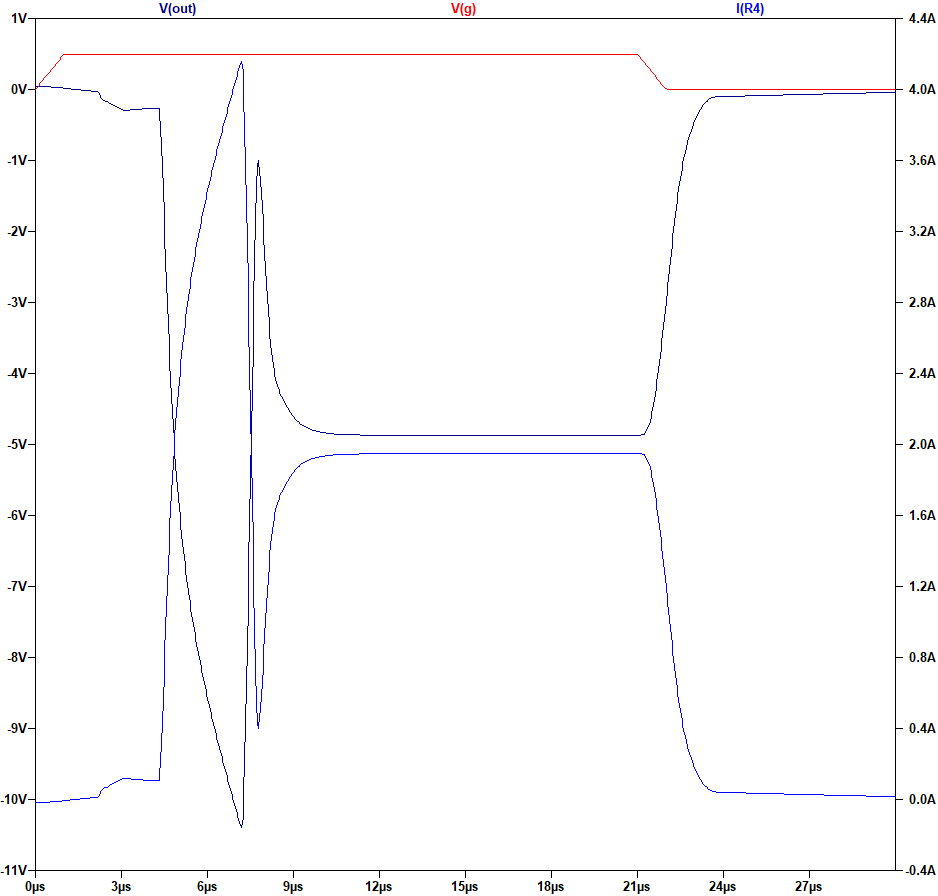 V(out) V(g) I(R4)
1V 4.4A
0V 4.0A
-1V 3.6A
-2V 3.2A
-3V 2.8A
-4V 2.4A
-5V 2.0A
-6V 1.6A
-7V 1.2A
-8V 0.8A
-9V 0.4A
-10V 0.0A
-11V -0.4A
0µs 3µs 6µs 9µs 12µs 15µs 18µs 21µs 24µs 27µs